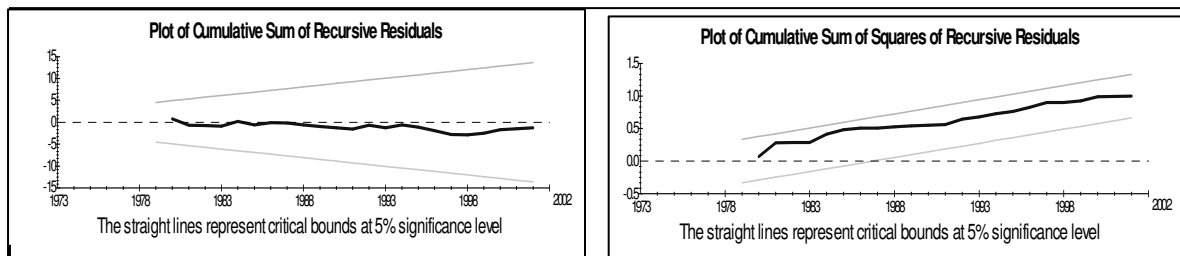 Plot of Cumulative Sum of Recursive Residuals
15
10
5
0
-5
-10
-15
1973 1978 1983 1988 1993 1998 2002
The straight lines represent critical bounds at 5% significance level
Plot of Cumulative Sum of Squares of Recursive Residuals
1.5
1.0
0.5
0.0
-0.5
1973 1978 1983 1988 1993 1998 2002
The straight lines represent critical bounds at 5% significance level